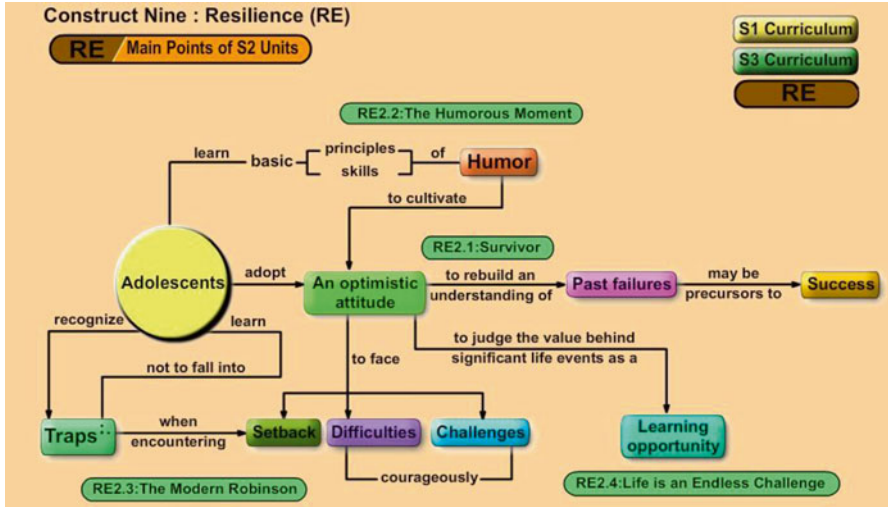 Construct Nine : Resilience (RE)
RE Main Points of S2 Units
S1 Curriculum
S3 Curriculum
RE
RE2.2:The Humorous Moment
learn
basic
principles
skills
of
Humor
to cultivate
RE2.1:Survivor
Adolescents
adopt
An optimistic
attitude
to rebuild an
understanding of
Past failures
may be
precursors to
Success
recognize
learn
to judge the value behind
significant life events as a
to face
not to fall into
Traps
when
encountering
Setback
Difficulties
Challenges
Learning
opportunity
courageously
RE2.3:The Modern Robinson
RE2.4:Life is an Endless Challenge